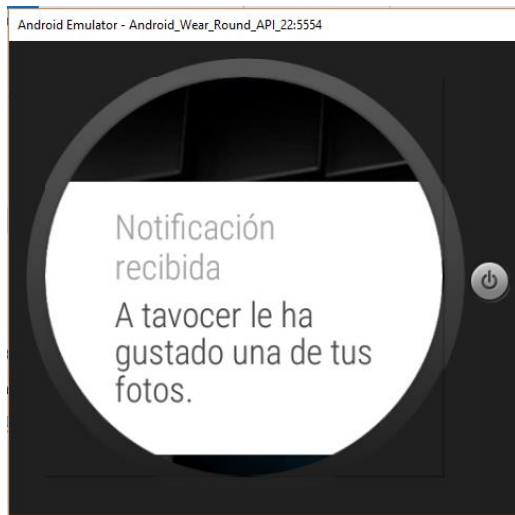 Android Emulator - Android_Wear_Round_API_22:5554
Notificación
recibida
A tavocer le ha
gustado una de tus
fotos.